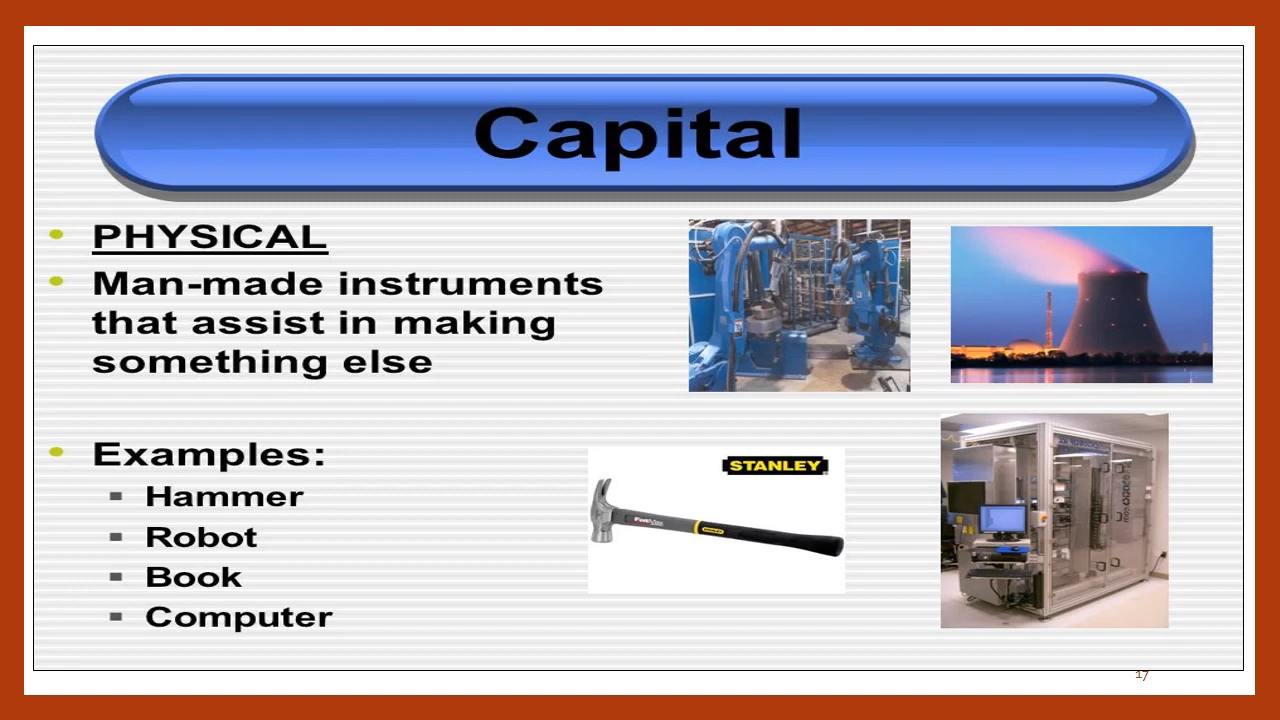 Capital
• PHYSICAL
• Man-made instruments
that assist in making
something else
• Examples:
▪ Hammer
▪ Robot
▪ Book
▪ Computer
STANLEY
17